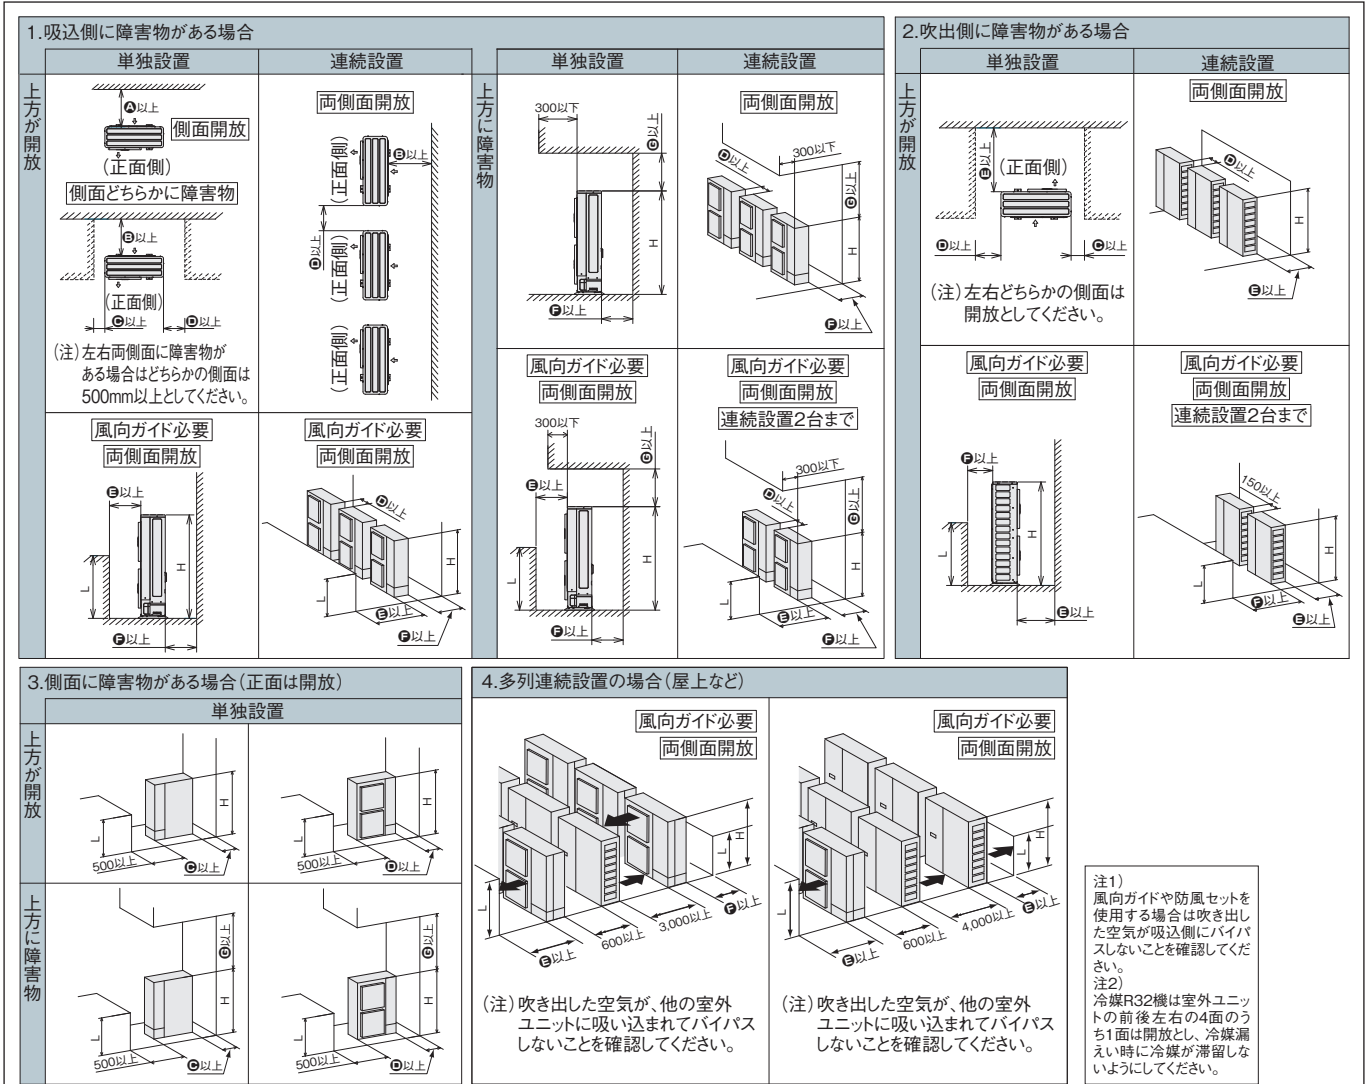 1.吸込側に障害物がある場合
単独設置
連続設置
上方が開放
Ⓐ以上
側面開放
(正面側)
側面どちらかに障害物
Ⓑ以上
(正面側)
Ⓒ以上
Ⓓ以上
(注)左右両側面に障害物が
ある場合はどちらかの側面は
500mm以上としてください。
両側面開放
Ⓑ以上
(正面側)
Ⓓ以上
(正面側)
(正面側)
風向ガイド必要
両側面開放
Ⓔ以上
L
H
Ⓕ以上
風向ガイド必要
両側面開放
Ⓓ以上
H
L
Ⓔ以上
Ⓕ以上
単独設置
連続設置
上方に障害物
300以下
Ⓖ以上
H
Ⓕ以上
両側面開放
Ⓓ以上
300以下
Ⓖ以上
H
Ⓕ以上
風向ガイド必要
両側面開放
300以下
Ⓖ以上
Ⓔ以上
L
H
Ⓕ以上
風向ガイド必要
両側面開放
連続設置2台まで
300以下
Ⓓ以上
Ⓖ以上
H
L
Ⓔ以上
Ⓕ以上
2.吹出側に障害物がある場合
単独設置
連続設置
上方が開放
Ⓔ以上
(正面側)
Ⓓ以上
Ⓒ以上
(注)左右どちらかの側面は
開放としてください。
両側面開放
Ⓓ以上
H
Ⓔ以上
風向ガイド必要
両側面開放
Ⓕ以上
L
H
Ⓔ以上
風向ガイド必要
両側面開放
連続設置2台まで
150以上
H
L
Ⓕ以上
Ⓔ以上
3.側面に障害物がある場合(正面は開放)
単独設置
上方が開放
L
H
500以上
Ⓒ以上
L
H
500以上
Ⓓ以上
上方に障害物
Ⓖ以上
L
H
500以上
Ⓒ以上
Ⓖ以上
L
H
500以上
Ⓓ以上
4.多列連続設置の場合(屋上など)
風向ガイド必要
両側面開放
H
L
L
Ⓕ以上
3,000以上
600以上
Ⓔ以上
(注)吹き出した空気が、他の室外
ユニットに吸い込まれてバイパス
しないことを確認してください。
風向ガイド必要
両側面開放
H
L
L
Ⓔ以上
4,000以上
600以上
Ⓔ以上
(注)吹き出した空気が、他の室外
ユニットに吸い込まれてバイパス
しないことを確認してください。
注1)
風向ガイドや防風セットを
使用する場合は吹き出し
た空気が吸込側にバイパ
スしないことを確認してくだ
さい。
注2)
冷媒R32機は室外ユニッ
トの前後左右の4面のう
ち1面は開放とし、冷媒漏
えい時に冷媒が滞留しな
いようにしてください。